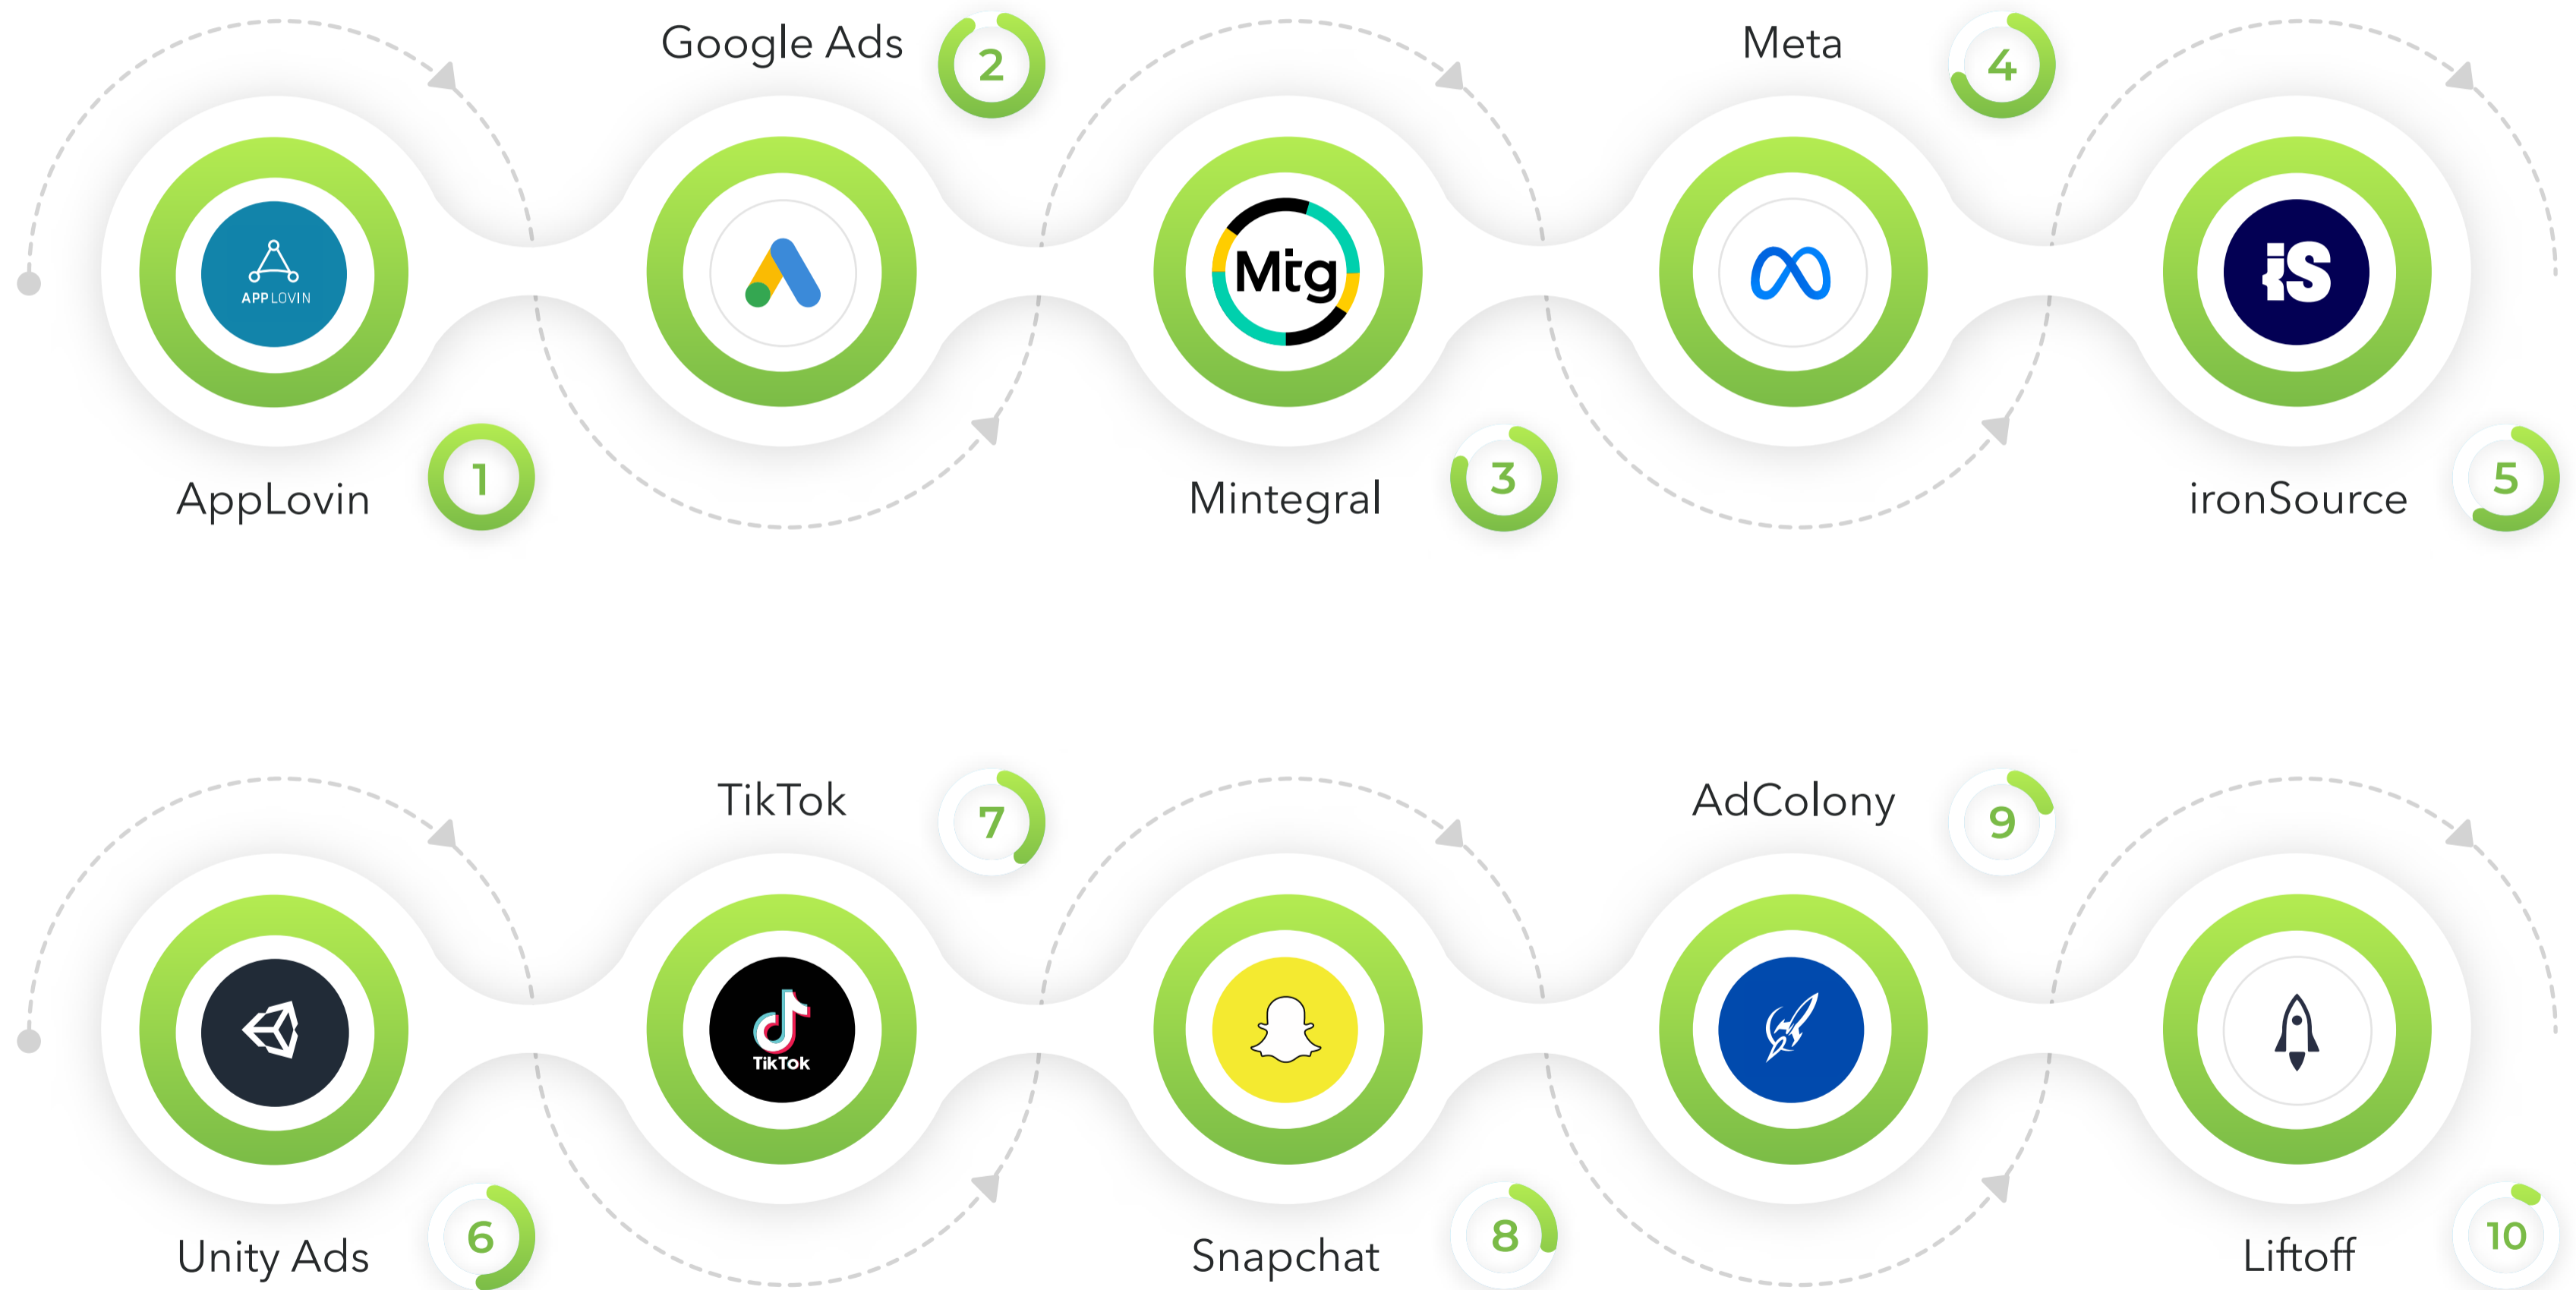 Google Ads
2
Meta
4
APPLOVIN
Mtg
iS
AppLovin
1
Mintegral
3
ironSource
5
TikTok
7
AdColony
9
TikTok
Unity Ads
6
Snapchat
8
Liftoff
10